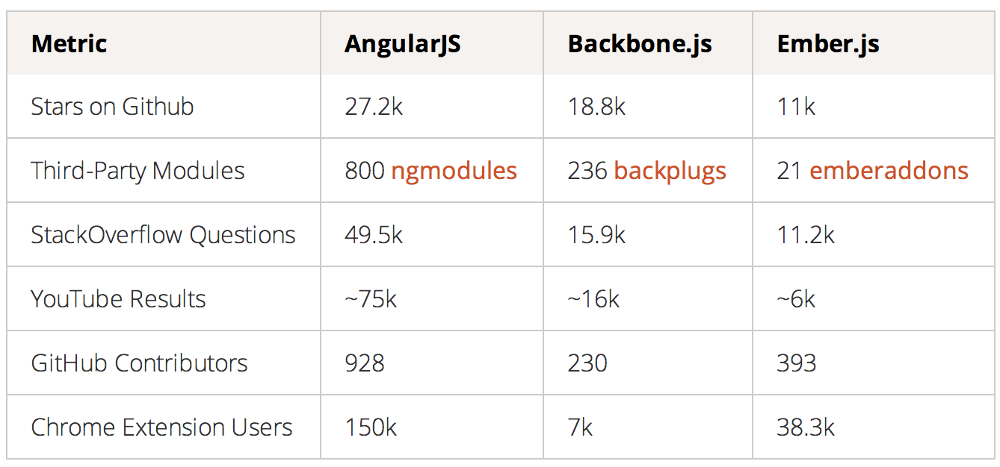 Metric AngularJS Backbone.js Ember.js
Stars on Github 27.2k 18.8k 11k
Third-Party Modules 800 ngmodules 236 backplugs 21 emberaddons
StackOverflow Questions 49.5k 15.9k 11.2k
YouTube Results ~75k ~16k ~6k
GitHub Contributors 928 230 393
Chrome Extension Users 150k 7k 38.3k